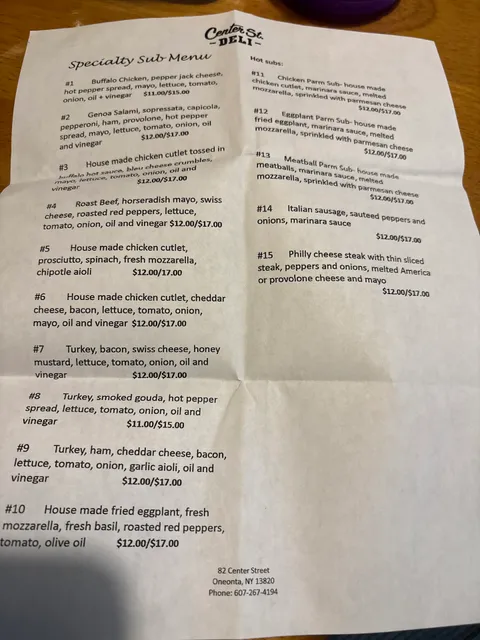 Center St.
- DELI -
Specialty Sub Menu
#1 Buffalo Chicken, pepper jack cheese,
hot pepper spread, mayo, lettuce, tomato,
onion, oil + vinegar $11.00/$15.00
#2 Genoa Salami, sopressata, capicola,
pepperoni, ham, provolone, hot pepper
spread, mayo, lettuce, tomato, onion, oil
and vinegar $12.00/$17.00
#3 House made chicken cutlet tossed in
buffalo hot sauce, bleu cheese crumbles,
mayo, lettuce, tomato, onion, oil and
vinegar $12.00/$17.00
#4 Roast Beef, horseradish mayo, swiss
cheese, roasted red peppers, lettuce,
tomato, onion, oil and vinegar $12.00/$17.00
#5 House made chicken cutlet,
prosciutto, spinach, fresh mozzarella,
chipotle aioli $12.00/17.00
#6 House made chicken cutlet, cheddar
cheese, bacon, lettuce, tomato, onion,
mayo, oil and vinegar $12.00/$17.00
#7 Turkey, bacon, swiss cheese, honey
mustard, lettuce, tomato, onion, oil and
vinegar $12.00/$17.00
#8 Turkey, smoked gouda, hot pepper
spread, lettuce, tomato, onion, oil and
vinegar $11.00/$15.00
#9 Turkey, ham, cheddar cheese, bacon,
lettuce, tomato, onion, garlic aioli, oil and
vinegar $12.00/$17.00
#10 House made fried eggplant, fresh
mozzarella, fresh basil, roasted red peppers,
tomato, olive oil $12.00/$17.00
Hot subs:
#11 Chicken Parm Sub- house made
chicken cutlet, marinara sauce, melted
mozzarella, sprinkled with parmesan cheese
$12.00/$17.00
#12 Eggplant Parm Sub- house made
fried eggplant, marinara sauce, melted
mozzarella, sprinkled with parmesan cheese
$12.00/$17.00
#13 Meatball Parm Sub- house made
meatballs, marinara sauce, melted
mozzarella, sprinkled with parmesan cheese
$12.00/$17.00
#14 Italian sausage, sauteed peppers and
onions, marinara sauce
$12.00/$17.00
#15 Philly cheese steak with thin sliced
steak, peppers and onions, melted America
or provolone cheese and mayo
$12.00/$17.00
82 Center Street
Oneonta, NY 13820
Phone: 607-267-4194